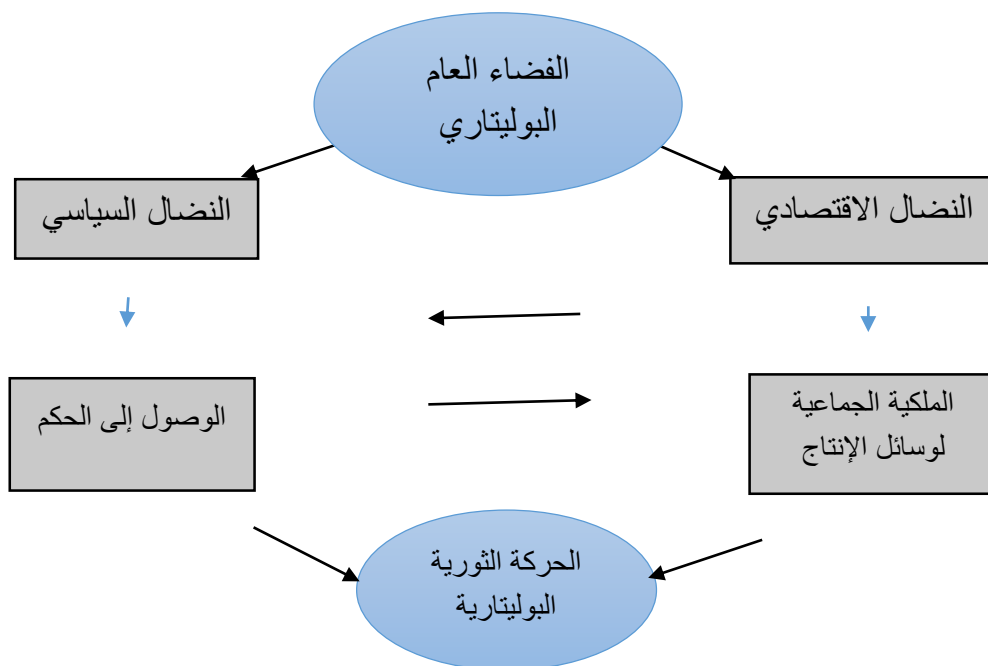 الفضاء العام
البوليتاري
النضال الاقتصادي
النضال السياسي
الملكية الجماعية
لوسائل الإنتاج
الوصول إلى الحكم
الحركة الثورية
البوليتارية